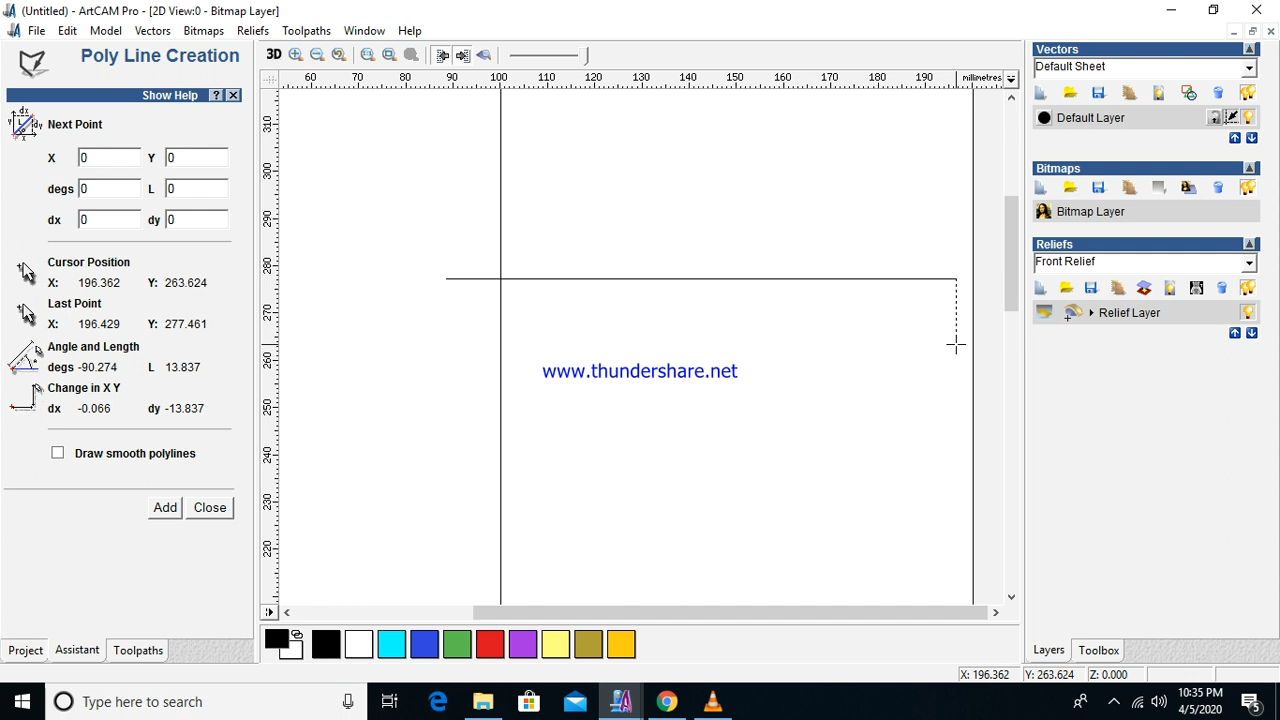 (Untitled) - ArtCAM Pro - [2D View:0 - Bitmap Layer]
File Edit Model Vectors Bitmaps Reliefs Toolpaths Window Help
Poly Line Creation
Show Help ?
Next Point
X 0 Y 0
degs 0 L 0
dx 0 dy 0
Cursor Position
X: 196.362 Y: 263.624
Last Point
X: 196.429 Y: 277.461
Angle and Length
degs -90.274 L 13.837
Change in X Y
dx -0.066 dy -13.837
Draw smooth polylines
Add Close
Project Assistant Toolpaths
3D
60 70 80 90 100 110 120 130 140 150 160 170 180 190 milimetres
310
300
290
280
270
260
250
240
230
220
www.thundershare.net
Vectors
Default Sheet
Default Layer
Bitmaps
Bitmap Layer
Reliefs
Front Relief
Relief Layer
Layers Toolbox
X: 196.362 Y: 263.624 Z: 0.000
Type here to search
10:35 PM
4/5/2020
5